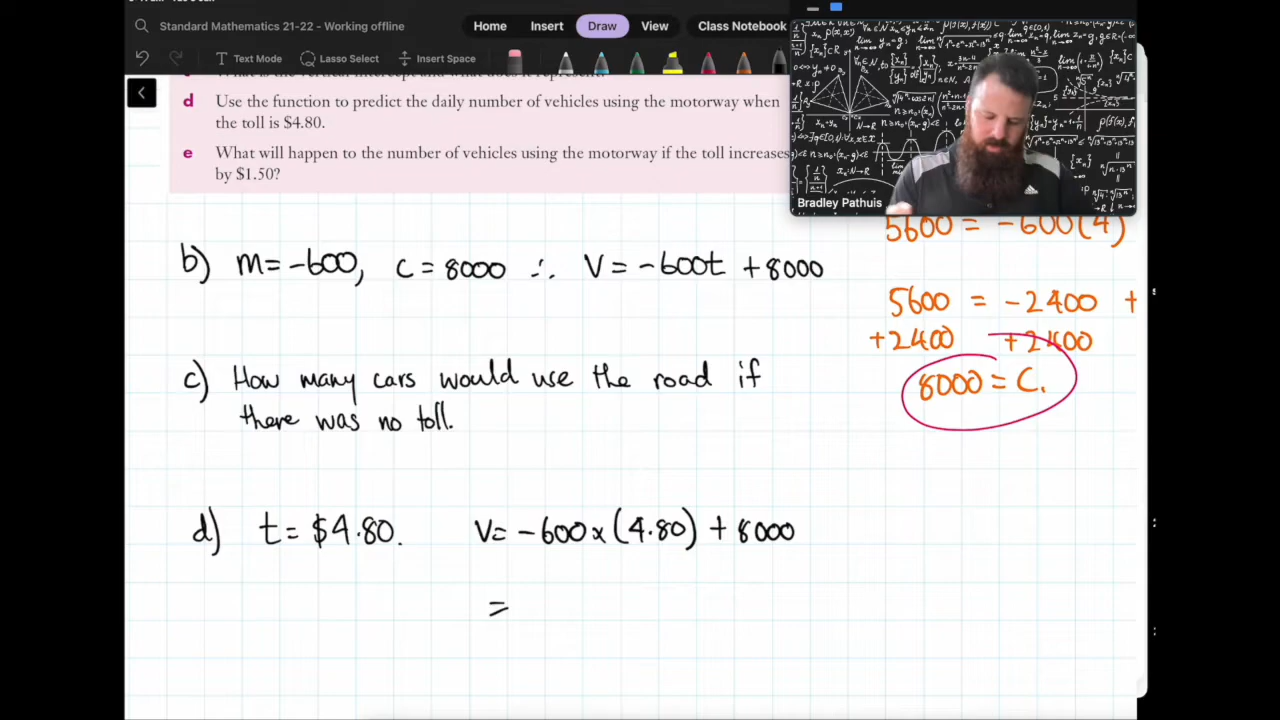 Standard Mathematics 21-22 - Working offline
Home Insert Draw View Class Notebook
Text Mode Lasso Select Insert Space
d Use the function to predict the daily number of vehicles using the motorway when
the toll is $4.80.
e What will happen to the number of vehicles using the motorway if the toll increases
by $1.50?
Bradley Pathuis
5600 = -600(4)
b) m=-600, c = 8000 ∴ V = -600t + 8000
5600 = -2400 +
+2400 +2400
8000 = C.
c) How many cars would use the road if
there was no toll.
d) t = $4.80. V= -600 × (4.80) + 8000
=